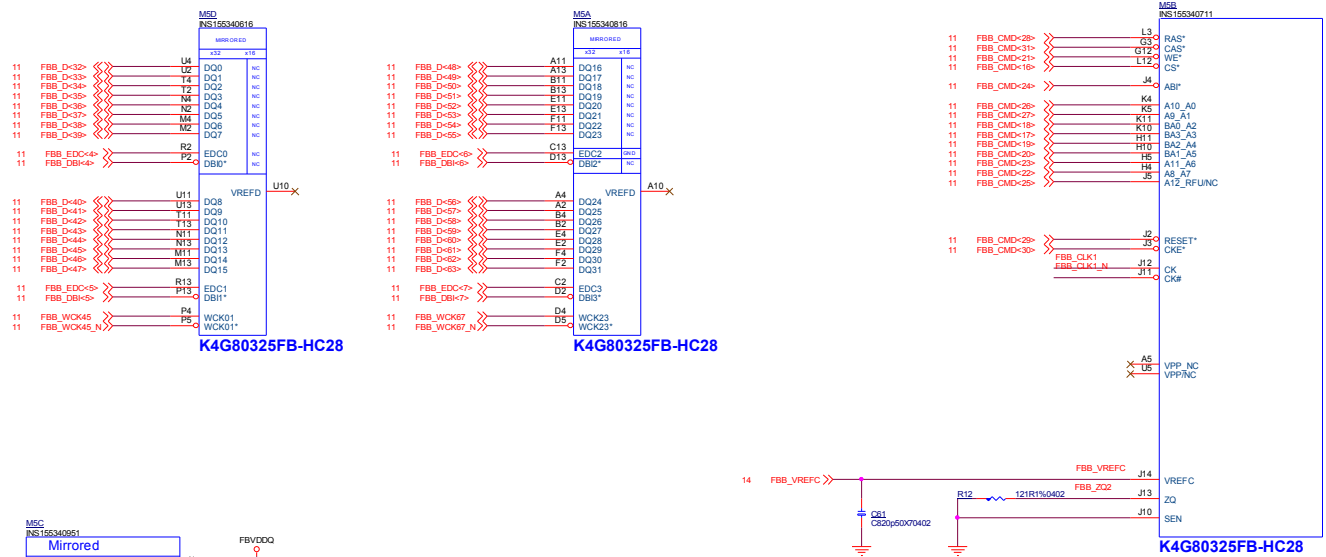 M5D
INS155340616
MIRRORED
x32 x16
11 FBB_D<32> U4 DQ0 NC
11 FBB_D<33> U2 DQ1 NC
11 FBB_D<34> T4 DQ2 NC
11 FBB_D<35> T2 DQ3 NC
11 FBB_D<36> N4 DQ4 NC
11 FBB_D<37> N2 DQ5 NC
11 FBB_D<38> M4 DQ6 NC
11 FBB_D<39> M2 DQ7 NC
11 FBB_EDC<4> R2 EDC0 NC
11 FBB_DBI<4> P2 DBI0* NC
VREFD U10
11 FBB_D<40> U11 DQ8
11 FBB_D<41> U13 DQ9
11 FBB_D<42> T11 DQ10
11 FBB_D<43> T13 DQ11
11 FBB_D<44> N11 DQ12
11 FBB_D<45> N13 DQ13
11 FBB_D<46> M11 DQ14
11 FBB_D<47> M13 DQ15
11 FBB_EDC<5> R13 EDC1
11 FBB_DBI<5> P13 DBI1*
11 FBB_WCK45 P4 WCK01
11 FBB_WCK45_N P5 WCK01*
K4G80325FB-HC28
M5A
INS155340816
MIRRORED
x32 x16
11 FBB_D<48> A11 DQ16 NC
11 FBB_D<49> A13 DQ17 NC
11 FBB_D<50> B11 DQ18 NC
11 FBB_D<51> B13 DQ19 NC
11 FBB_D<52> E11 DQ20 NC
11 FBB_D<53> E13 DQ21 NC
11 FBB_D<54> F11 DQ22 NC
11 FBB_D<55> F13 DQ23 NC
11 FBB_EDC<6> C13 EDC2 GND
11 FBB_DBI<6> D13 DBI2* NC
VREFD A10
11 FBB_D<56> A4 DQ24
11 FBB_D<57> A2 DQ25
11 FBB_D<58> B4 DQ26
11 FBB_D<59> B2 DQ27
11 FBB_D<60> E4 DQ28
11 FBB_D<61> E2 DQ29
11 FBB_D<62> F4 DQ30
11 FBB_D<63> F2 DQ31
11 FBB_EDC<7> C2 EDC3
11 FBB_DBI<7> D2 DBI3*
11 FBB_WCK67 D4 WCK23
11 FBB_WCK67_N D5 WCK23*
K4G80325FB-HC28
M5B
INS155340711
11 FBB_CMD<28> L3 RAS*
11 FBB_CMD<31> G3 CAS*
11 FBB_CMD<21> G12 WE*
11 FBB_CMD<16> L12 CS*
11 FBB_CMD<24> J4 ABI*
11 FBB_CMD<26> K4 A10_A0
11 FBB_CMD<27> K5 A9_A1
11 FBB_CMD<18> K11 BA0_A2
11 FBB_CMD<17> K10 BA3_A3
11 FBB_CMD<19> H11 BA2_A4
11 FBB_CMD<20> H10 BA1_A5
11 FBB_CMD<23> H5 A11_A6
11 FBB_CMD<22> H4 A8_A7
11 FBB_CMD<25> J5 A12_RFU/NC
11 FBB_CMD<29> J2 RESET*
11 FBB_CMD<30> J3 CKE*
FBB_CLK1 J12 CK
FBB_CLK1_N J11 CK#
A5 VPP_NC
U5 VPP/NC
14 FBB_VREFC FBB_VREFC J14 VREFC
R12 121R1%0402 FBB_ZQ2 J13 ZQ
J10 SEN
C61
C820p50X70402
K4G80325FB-HC28
M5C
INS155340951
Mirrored
FBVDDQ